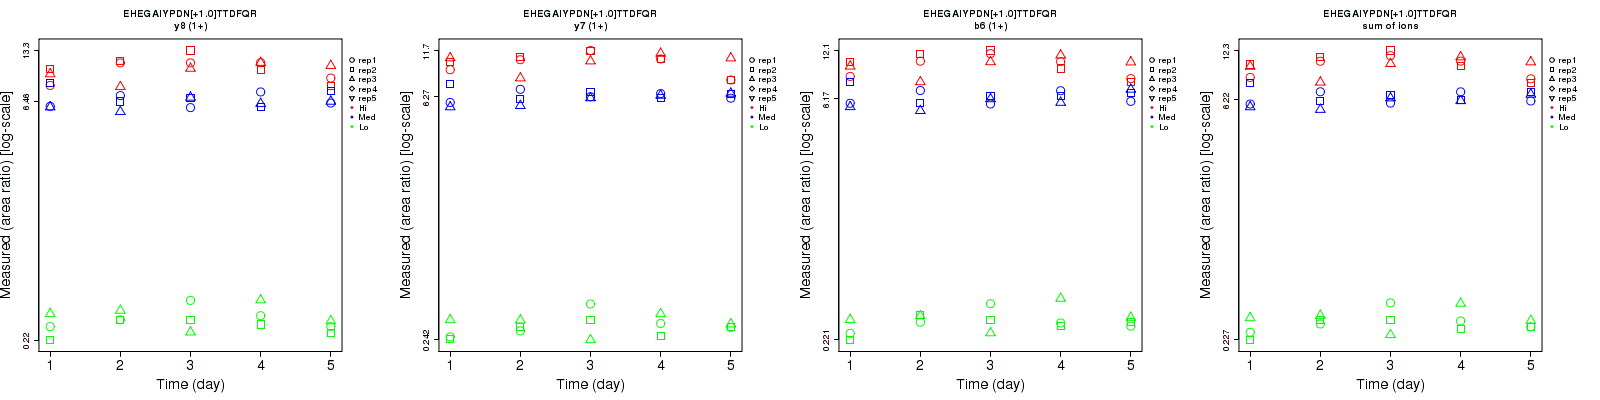 EHEGAIYPDN[+1.0]TTDFQR
y8 (1+)
Measured (area ratio) [log-scale]
13.3
6.46
0.22
1 2 3 4 5
Time (day)
rep1
rep2
rep3
rep4
rep5
Hi
Med
Lo
EHEGAIYPDN[+1.0]TTDFQR
y7 (1+)
Measured (area ratio) [log-scale]
11.7
6.27
0.242
1 2 3 4 5
Time (day)
rep1
rep2
rep3
rep4
rep5
Hi
Med
Lo
EHEGAIYPDN[+1.0]TTDFQR
b6 (1+)
Measured (area ratio) [log-scale]
12.1
6.17
0.221
1 2 3 4 5
Time (day)
rep1
rep2
rep3
rep4
rep5
Hi
Med
Lo
EHEGAIYPDN[+1.0]TTDFQR
sum of ions
Measured (area ratio) [log-scale]
12.3
6.22
0.227
1 2 3 4 5
Time (day)
rep1
rep2
rep3
rep4
rep5
Hi
Med
Lo